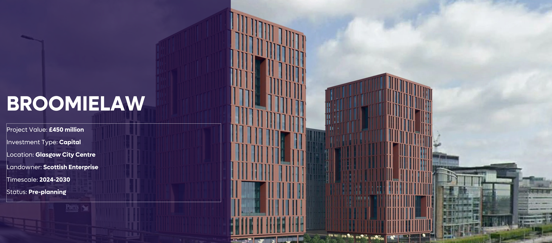 BROOMIELAW
Project Value: £450 million
Investment Type: Capital
Location: Glasgow City Centre
Landowner: Scottish Enterprise
Timescale: 2024-2030
Status: Pre-planning